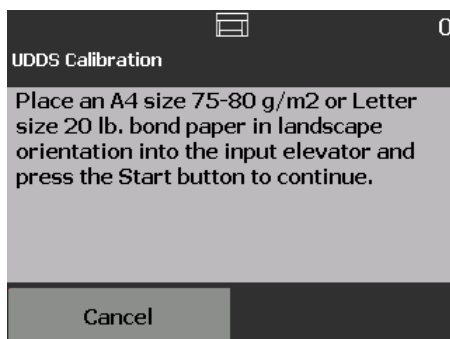 0
UDDS Calibration
Place an A4 size 75-80 g/m2 or Letter
size 20 lb. bond paper in landscape
orientation into the input elevator and
press the Start button to continue.
Cancel